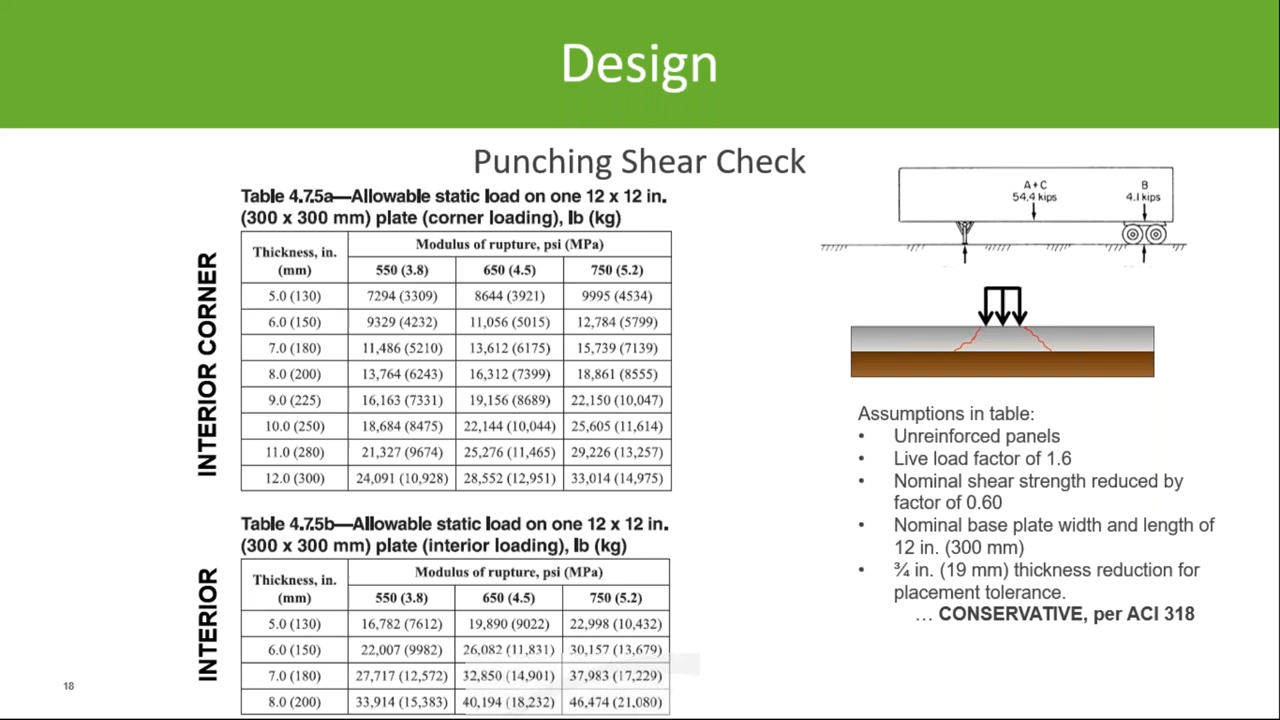 Design
Punching Shear Check
Table 4.7.5a—Allowable static load on one 12 x 12 in.
(300 x 300 mm) plate (corner loading), lb (kg)
INTERIOR CORNER
Thickness, in. (mm) Modulus of rupture, psi (MPa)
550 (3.8) 650 (4.5) 750 (5.2)
5.0 (130) 7294 (3309) 8644 (3921) 9995 (4534)
6.0 (150) 9329 (4232) 11,056 (5015) 12,784 (5799)
7.0 (180) 11,486 (5210) 13,612 (6175) 15,739 (7139)
8.0 (200) 13,764 (6243) 16,312 (7399) 18,861 (8555)
9.0 (225) 16,163 (7331) 19,156 (8689) 22,150 (10,047)
10.0 (250) 18,684 (8475) 22,144 (10,044) 25,605 (11,614)
11.0 (280) 21,327 (9674) 25,276 (11,465) 29,226 (13,257)
12.0 (300) 24,091 (10,928) 28,552 (12,951) 33,014 (14,975)
Table 4.7.5b—Allowable static load on one 12 x 12 in.
(300 x 300 mm) plate (interior loading), lb (kg)
INTERIOR
Thickness, in. (mm) Modulus of rupture, psi (MPa)
550 (3.8) 650 (4.5) 750 (5.2)
5.0 (130) 16,782 (7612) 19,890 (9022) 22,998 (10,432)
6.0 (150) 22,007 (9982) 26,082 (11,831) 30,157 (13,679)
7.0 (180) 27,717 (12,572) 32,850 (14,901) 37,983 (17,229)
8.0 (200) 33,914 (15,383) 40,194 (18,232) 46,474 (21,080)
A+C B
54.4 kips 4.1 kips
Assumptions in table:
• Unreinforced panels
• Live load factor of 1.6
• Nominal shear strength reduced by
factor of 0.60
• Nominal base plate width and length of
12 in. (300 mm)
• ¾ in. (19 mm) thickness reduction for
placement tolerance.
… CONSERVATIVE, per ACI 318
18